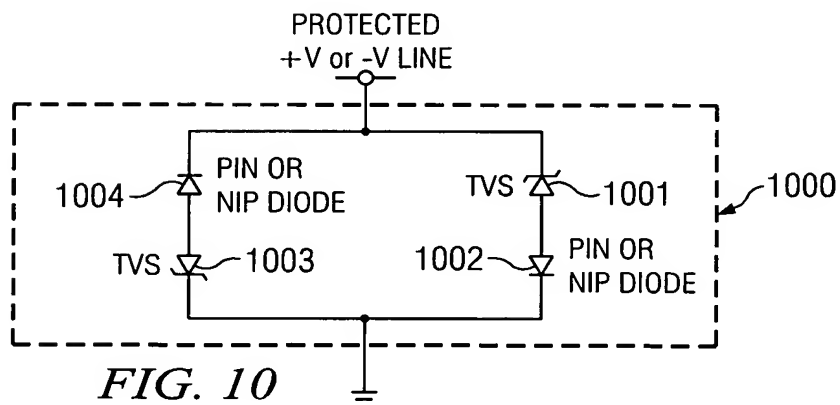 PROTECTED
+V or -V LINE
PIN OR
NIP DIODE
1004
TVS
1001
1000
TVS
1003
1002
PIN OR
NIP DIODE
FIG. 10